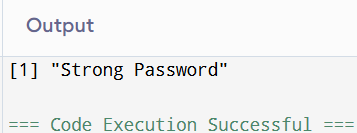 Output
[1] "Strong Password"
=== Code Execution Successful ===